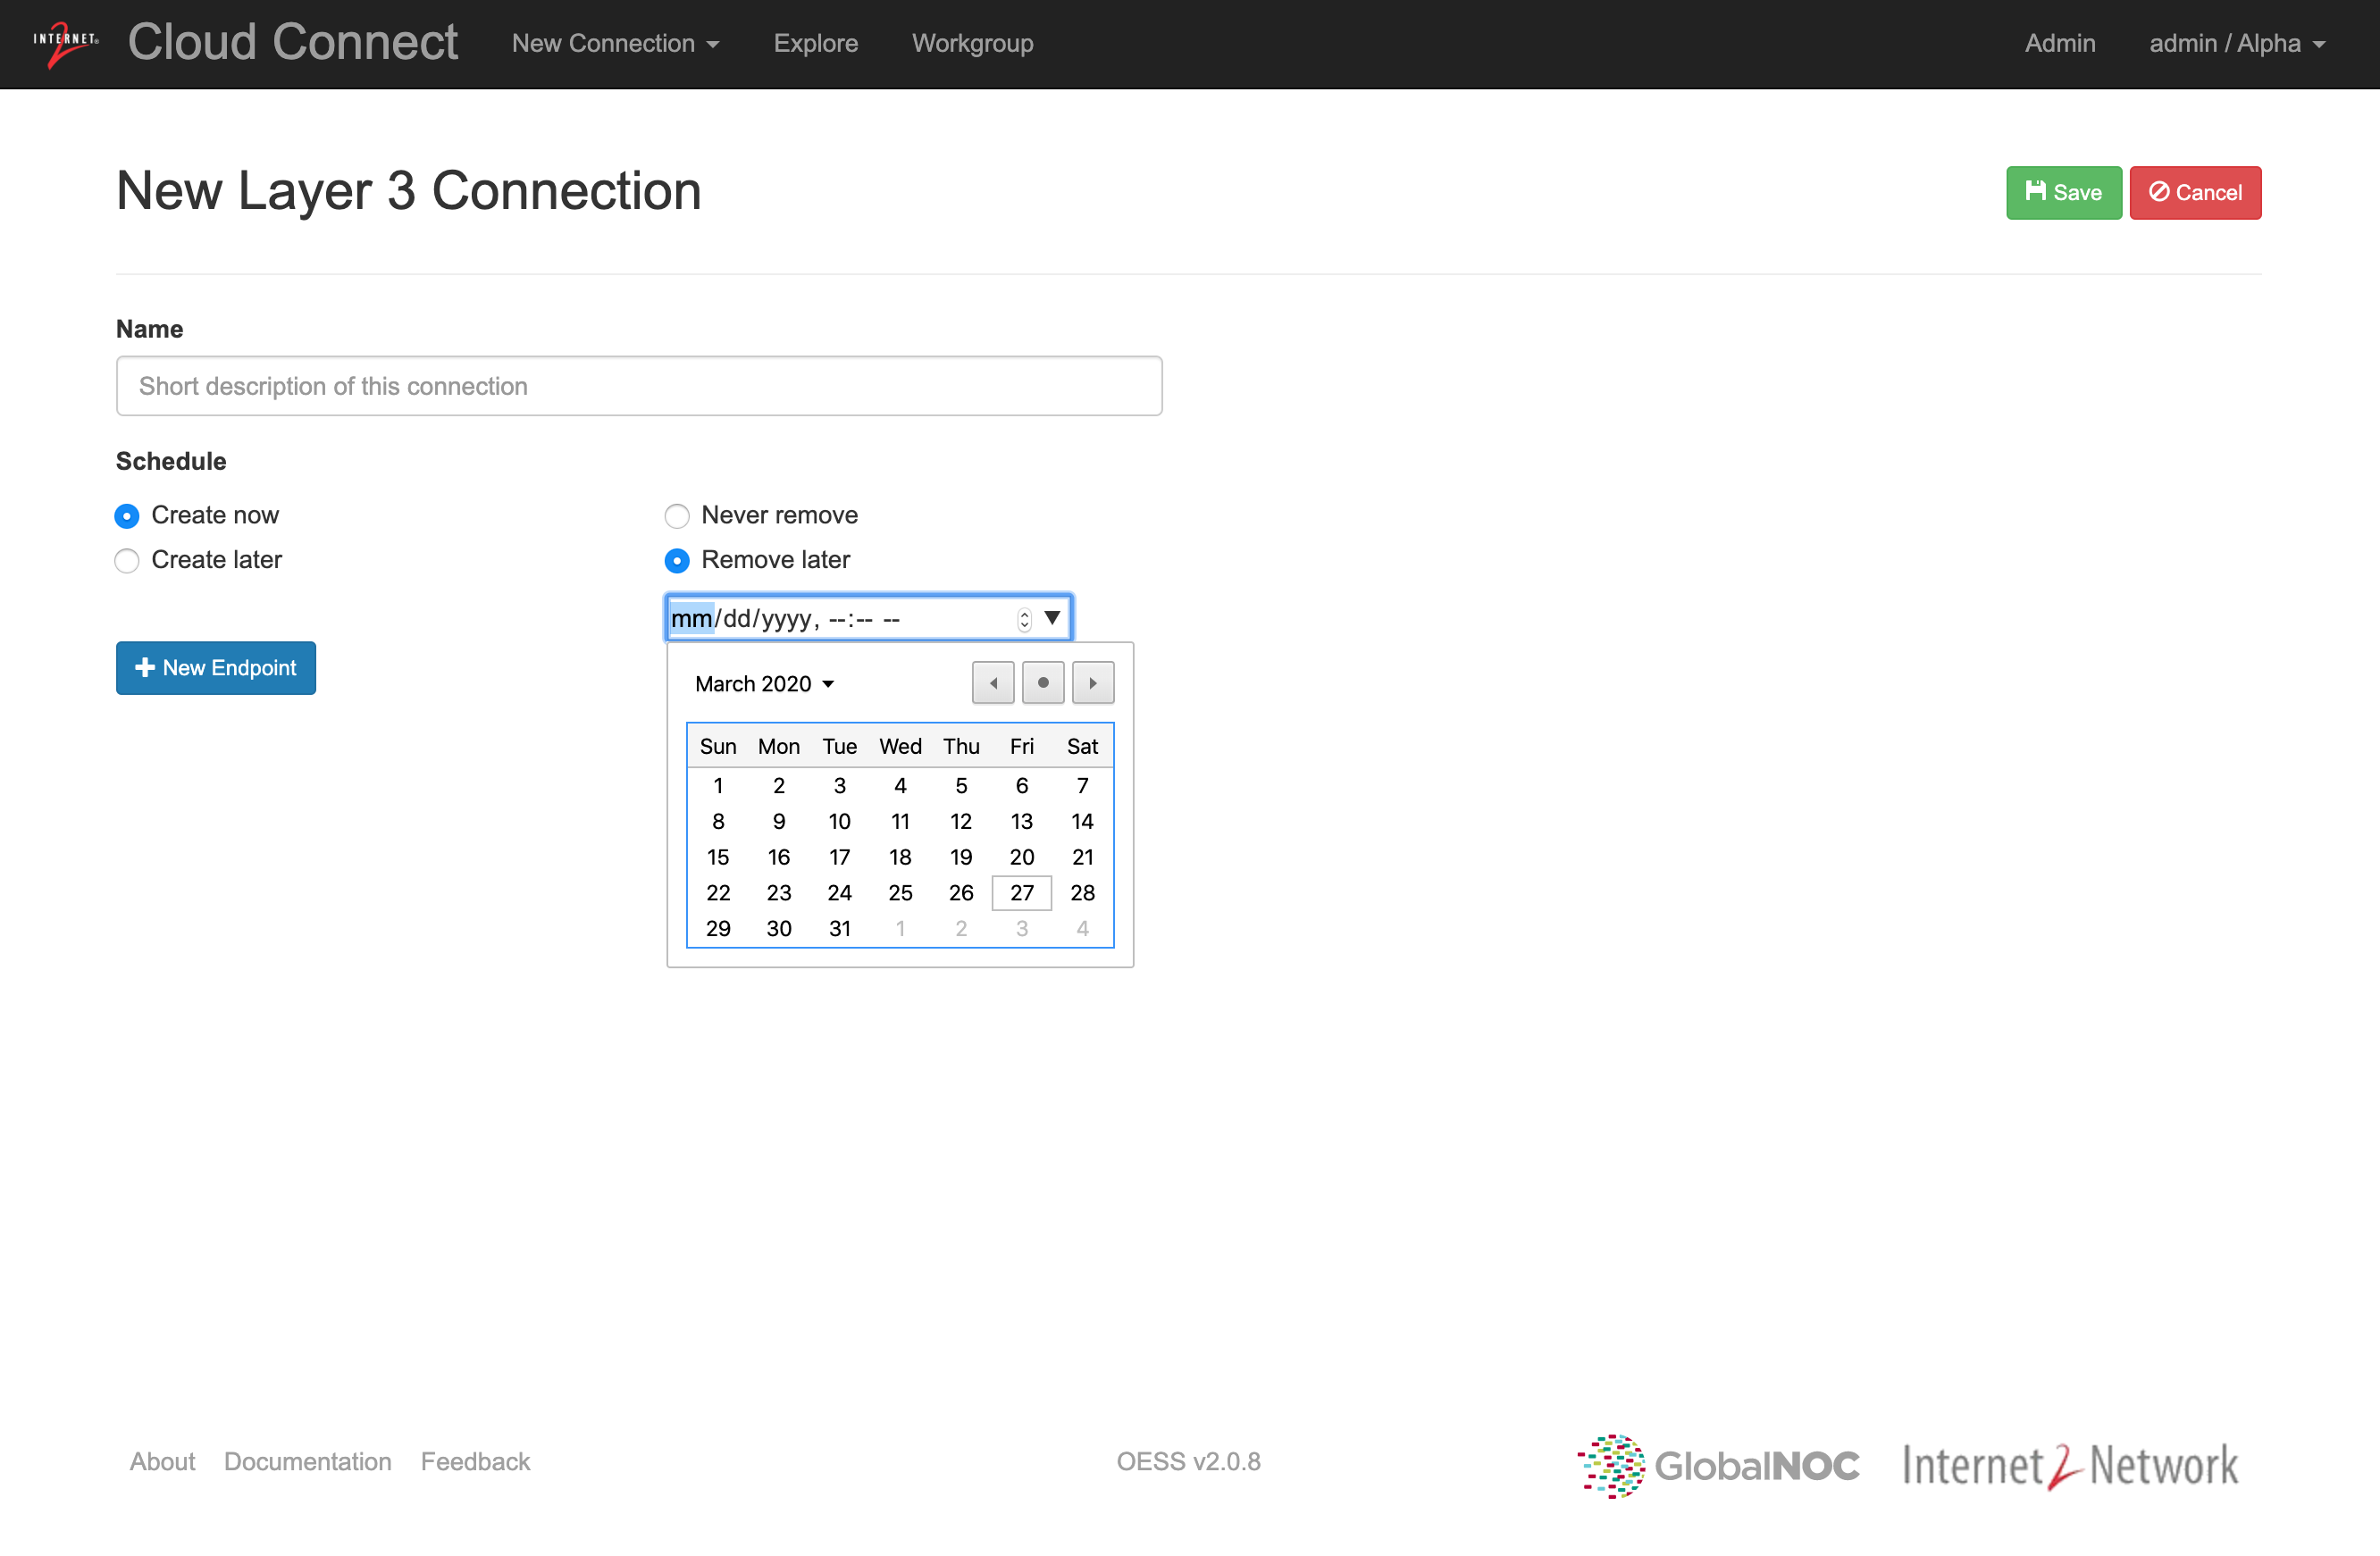 INTERNET 2 Cloud Connect New Connection Explore Workgroup Admin admin / Alpha
New Layer 3 Connection Save Cancel
Name
Short description of this connection
Schedule
Create now Never remove
Create later Remove later
mm/dd/yyyy, --:-- --
New Endpoint
March 2020
Sun Mon Tue Wed Thu Fri Sat
1 2 3 4 5 6 7
8 9 10 11 12 13 14
15 16 17 18 19 20 21
22 23 24 25 26 27 28
29 30 31 1 2 3 4
About Documentation Feedback OESS v2.0.8 GlobalNOC Internet2 Network